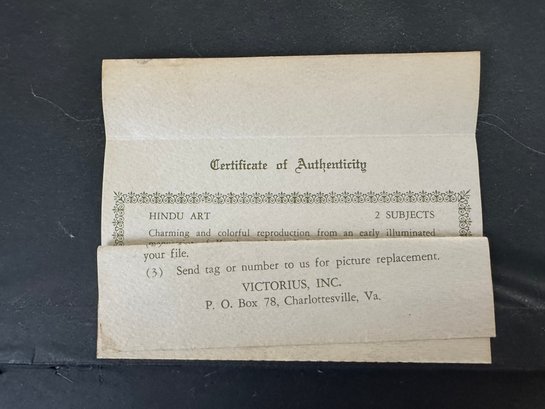 Certificate of Authenticity
HINDU ART 2 SUBJECTS
Charming and colorful reproduction from an early illuminated
your file.
(3) Send tag or number to us for picture replacement.
VICTORIUS, INC.
P. O. Box 78, Charlottesville, Va.